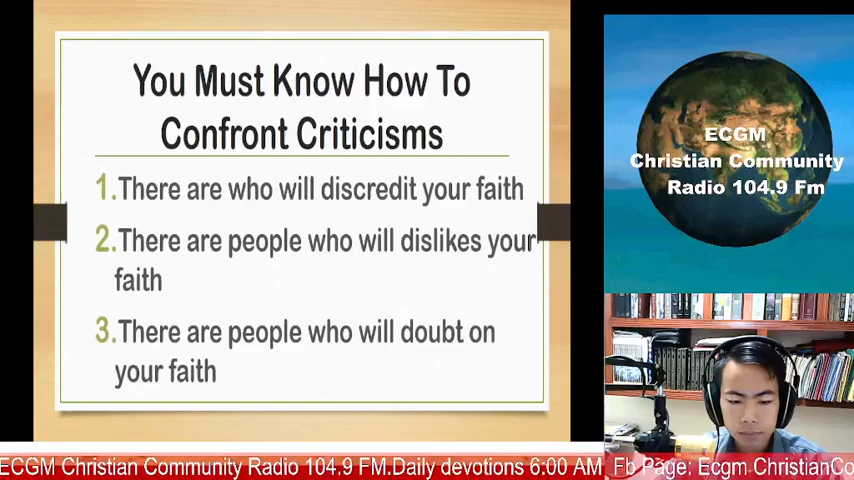 You Must Know How To
Confront Criticisms
1.There are who will discredit your faith
2.There are people who will dislikes your
faith
3.There are people who will doubt on
your faith
ECGM
Christian Community
Radio 104.9 Fm
ECGM Christian Community Radio 104.9 FM.Daily devotions 6:00 AM Fb Page: Ecgm ChristianCo